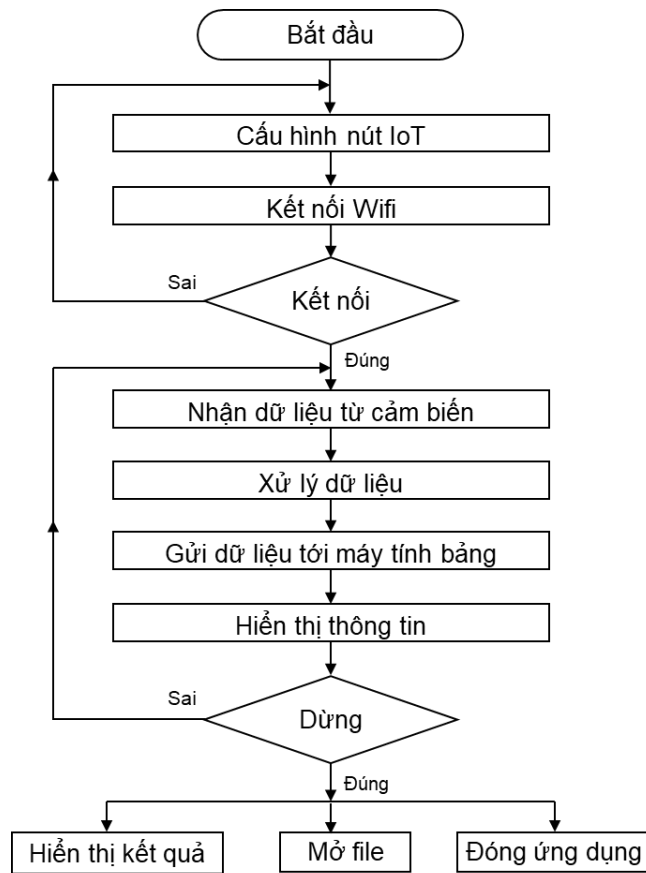 Bắt đầu
Cấu hình nút IoT
Kết nối Wifi
Sai
Kết nối
Đúng
Nhận dữ liệu từ cảm biến
Xử lý dữ liệu
Gửi dữ liệu tới máy tính bảng
Hiển thị thông tin
Sai
Dừng
Đúng
Hiển thị kết quả
Mở file
Đóng ứng dụng